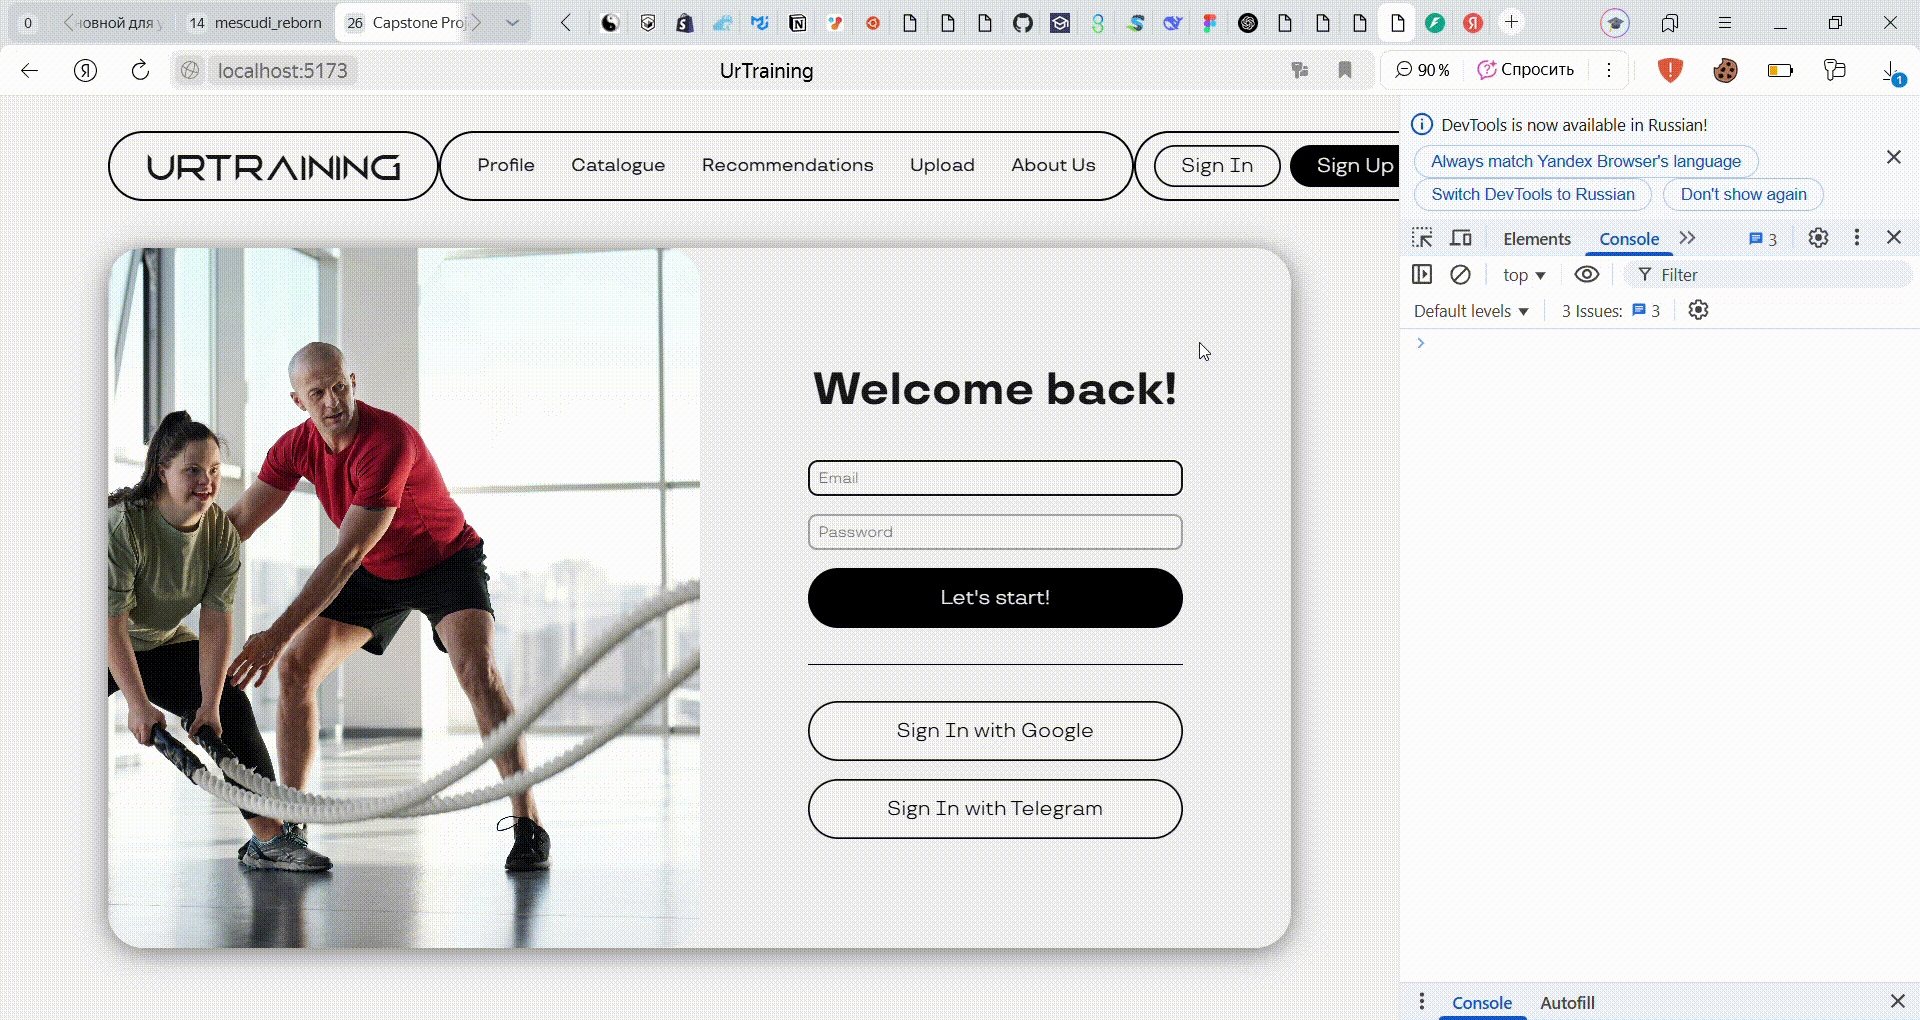 0 новной для у 14 mescudi_reborn 26 Capstone Proj
localhost:5173 UrTraining 90 % Спросить 1
URTRAINING Profile Catalogue Recommendations Upload About Us Sign In Sign Up
DevTools is now available in Russian!
Always match Yandex Browser's language
Switch DevTools to Russian Don't show again
Elements Console 3
top Filter
Default levels 3 Issues: 3
Welcome back!
Email
Password
Let's start!
Sign In with Google
Sign In with Telegram
Console Autofill